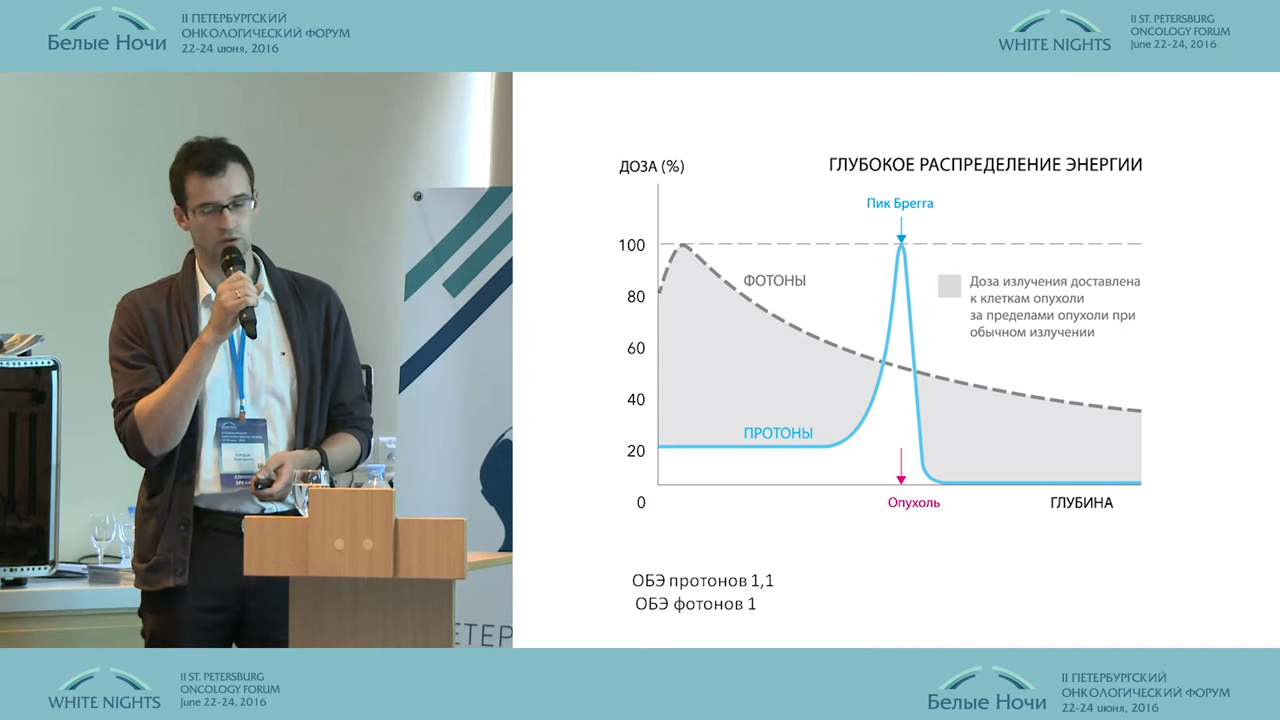 II ПЕТЕРБУРГСКИЙ
ОНКОЛОГИЧЕСКИЙ ФОРУМ
Белые Ночи
22-24 июня, 2016
II ST. PETERSBURG
ONCOLOGY FORUM
WHITE NIGHTS
June 22-24, 2016
ДОЗА (%)
ГЛУБОКОЕ РАСПРЕДЕЛЕНИЕ ЭНЕРГИИ
Пик Брегга
100
80
60
40
20
0
ФОТОНЫ
Доза излучения доставлена
к клеткам опухоли
за пределами опухоли при
обычном излучении
ПРОТОНЫ
Опухоль
ГЛУБИНА
ОБЭ протонов 1,1
ОБЭ фотонов 1
ЕТЕР
II ST. PETERSBURG
ONCOLOGY FORUM
WHITE NIGHTS
June 22-24, 2016
II ПЕТЕРБУРГСКИЙ
ОНКОЛОГИЧЕСКИЙ ФОРУМ
Белые Ночи
22-24 июня, 2016